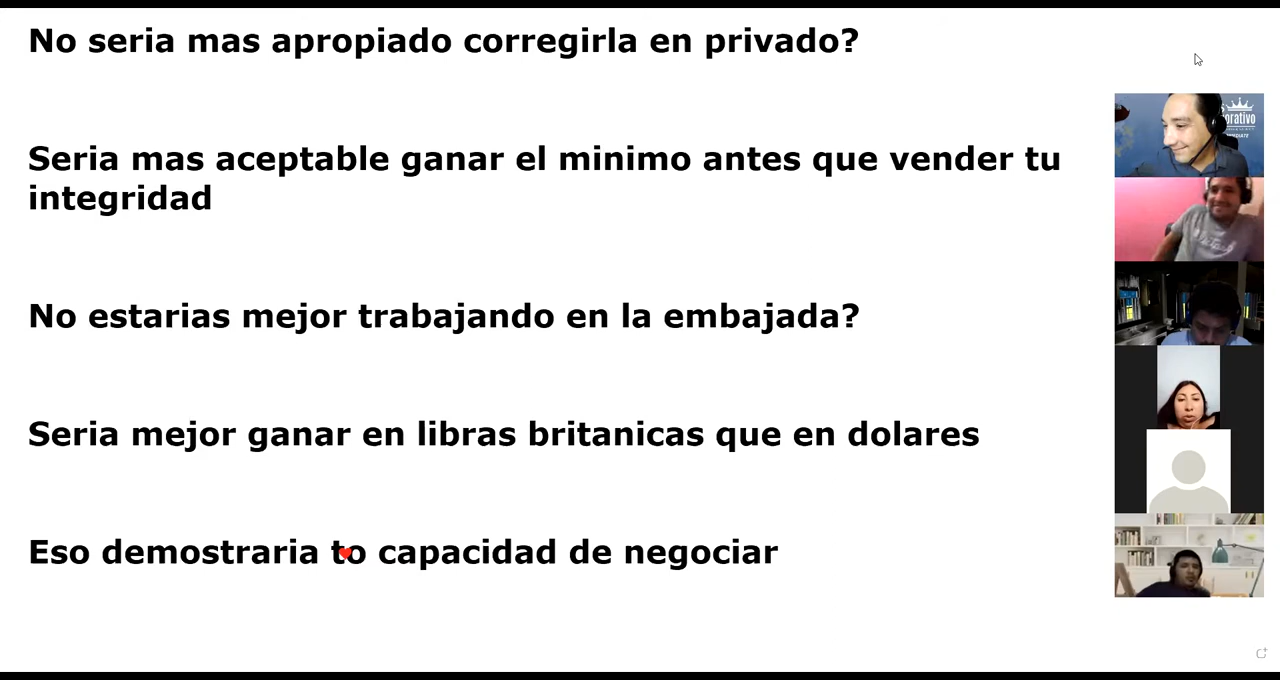 No seria mas apropiado corregirla en privado?
Seria mas aceptable ganar el minimo antes que vender tu
integridad
No estarias mejor trabajando en la embajada?
Seria mejor ganar en libras britanicas que en dolares
Eso demostraria to capacidad de negociar